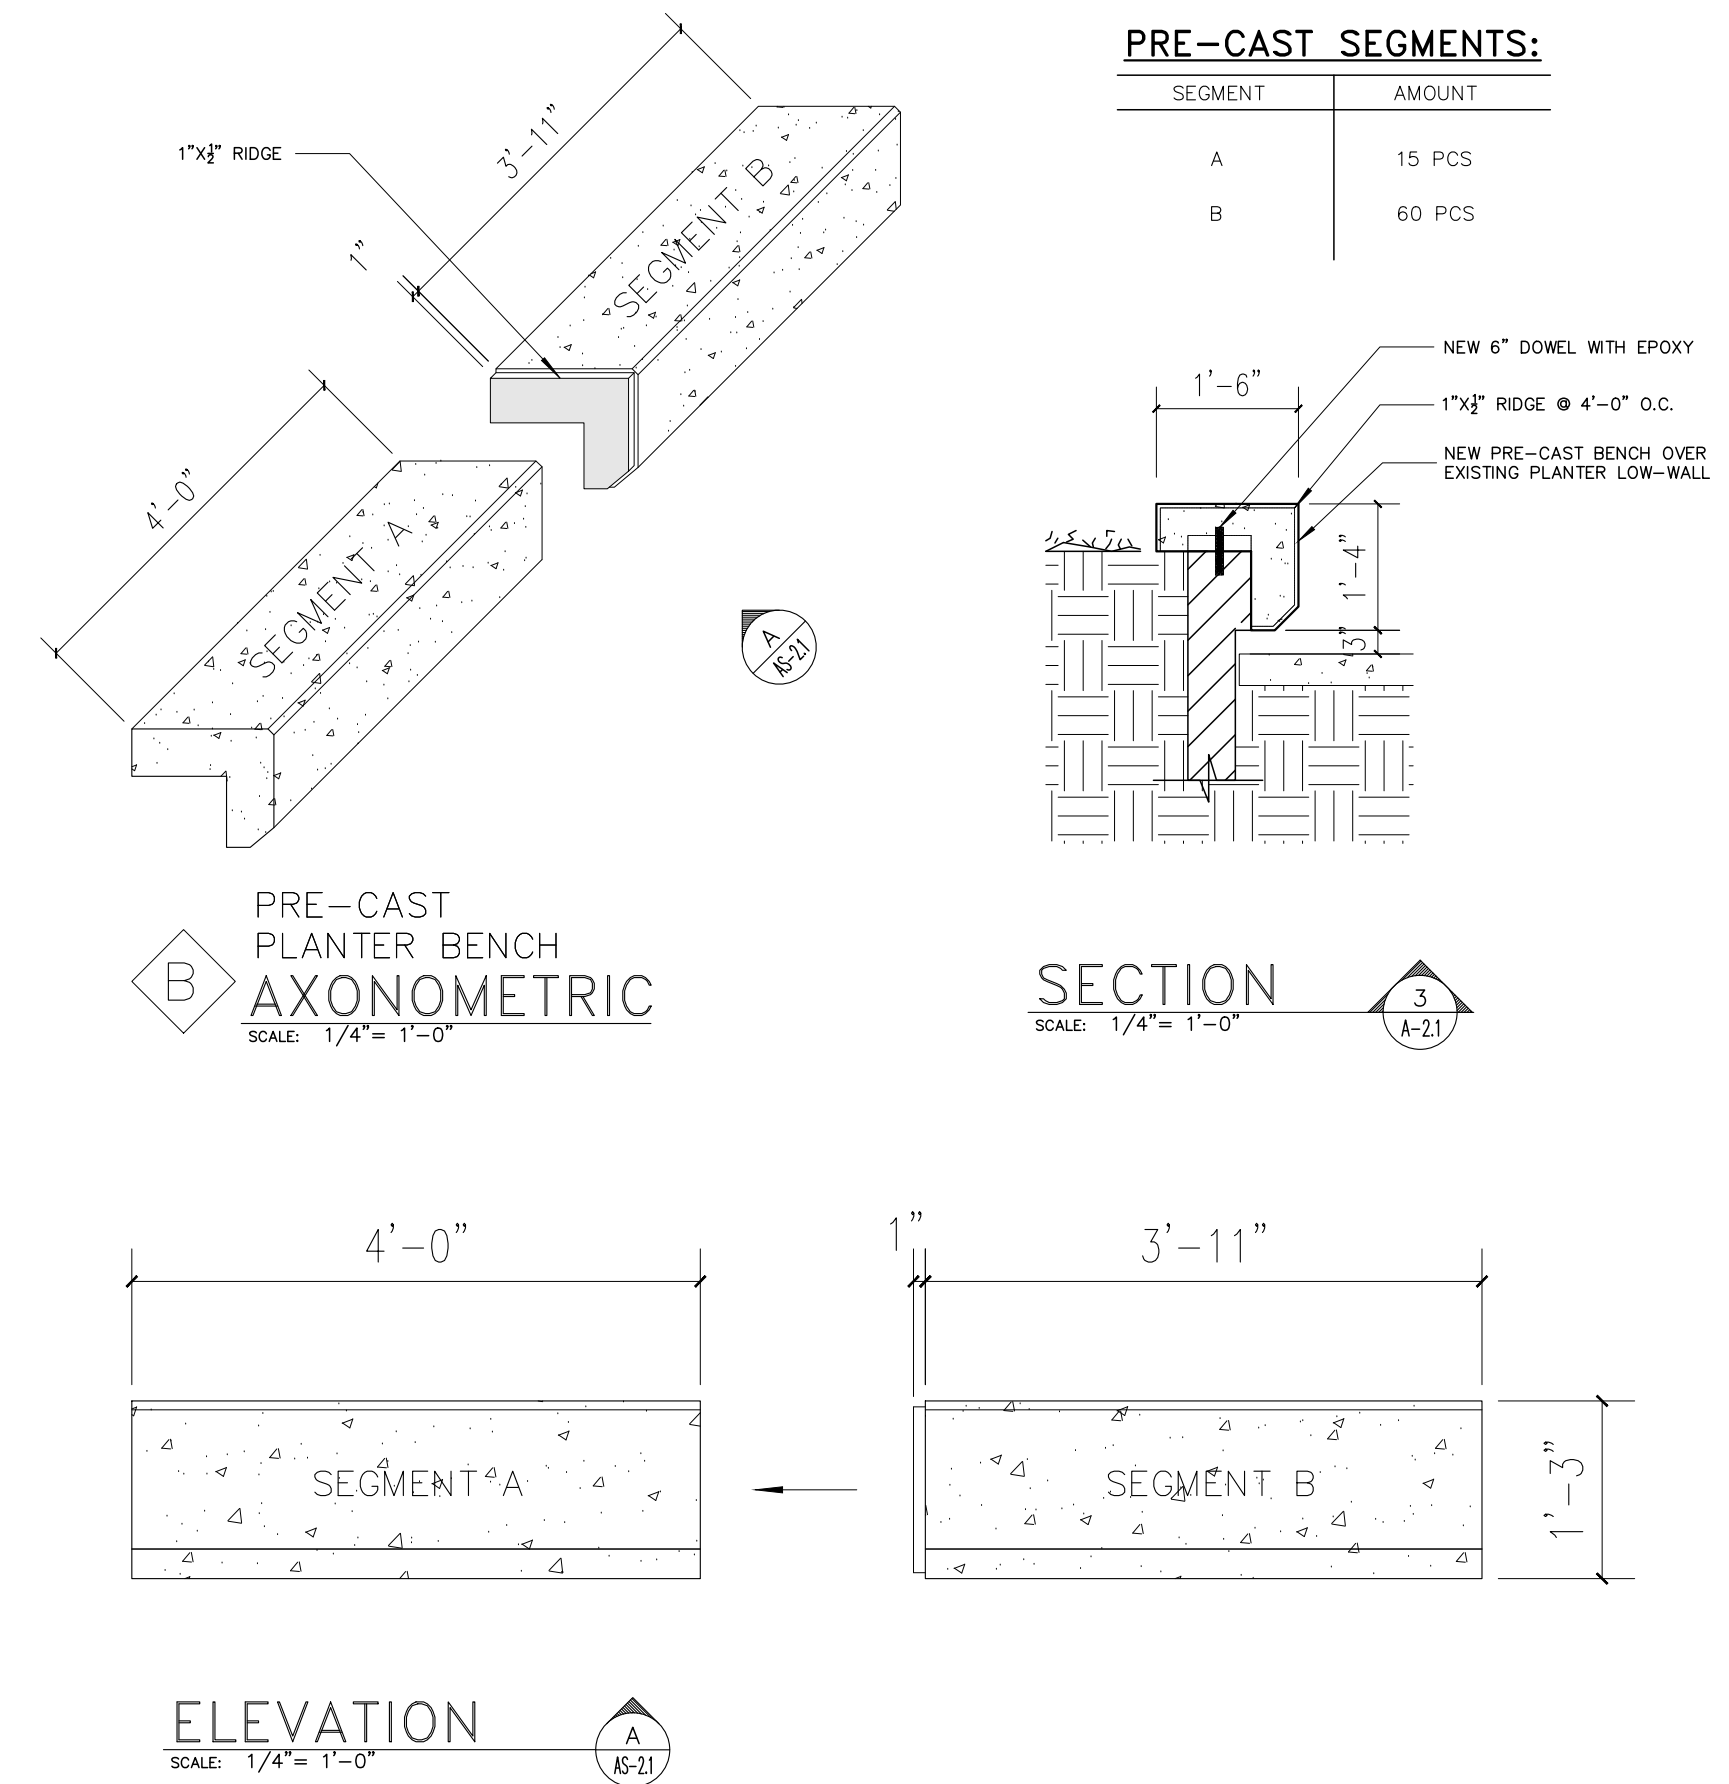 PRE-CAST SEGMENTS:
SEGMENT AMOUNT
A 15 PCS
B 60 PCS
1"X½" RIDGE
3'-11"
1"
SEGMENT B
4'-0"
SEGMENT A
A
AS-2.1
NEW 6" DOWEL WITH EPOXY
1'-6"
1"X½" RIDGE @ 4'-0" O.C.
NEW PRE-CAST BENCH OVER
EXISTING PLANTER LOW-WALL
1'-4"
3"
PRE-CAST
PLANTER BENCH
B
AXONOMETRIC
SCALE: 1/4"= 1'-0"
SECTION
SCALE: 1/4"= 1'-0"
3
A-2.1
4'-0"
1"
3'-11"
SEGMENT A
SEGMENT B
1'-3"
ELEVATION
SCALE: 1/4"= 1'-0"
A
AS-2.1